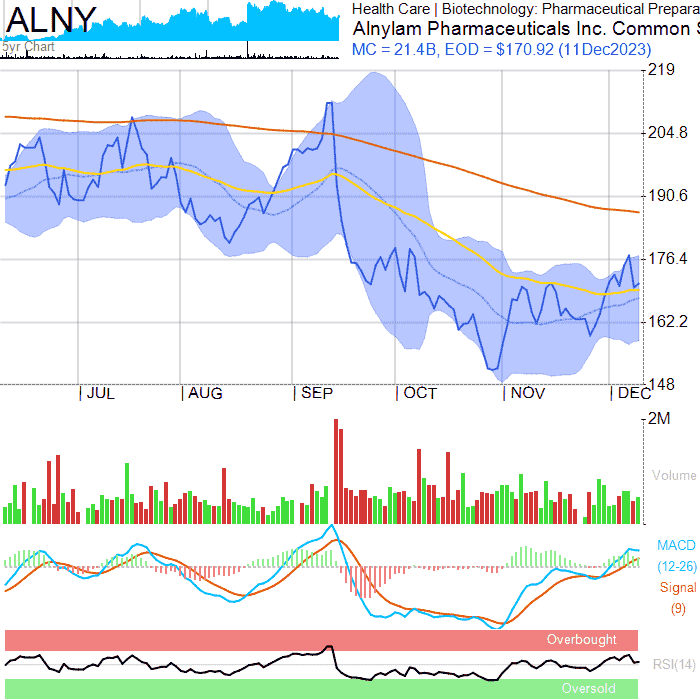 ALNY
5yr Chart
Health Care | Biotechnology: Pharmaceutical Prepara
Alnylam Pharmaceuticals Inc. Common S
MC = 21.4B, EOD = $170.92 (11Dec2023)
219
204.8
190.6
176.4
162.2
148
| JUL | AUG | SEP | OCT | NOV | DEC
2M
Volume
MACD
(12-26)
Signal
(9)
Overbought
RSI(14)
Oversold